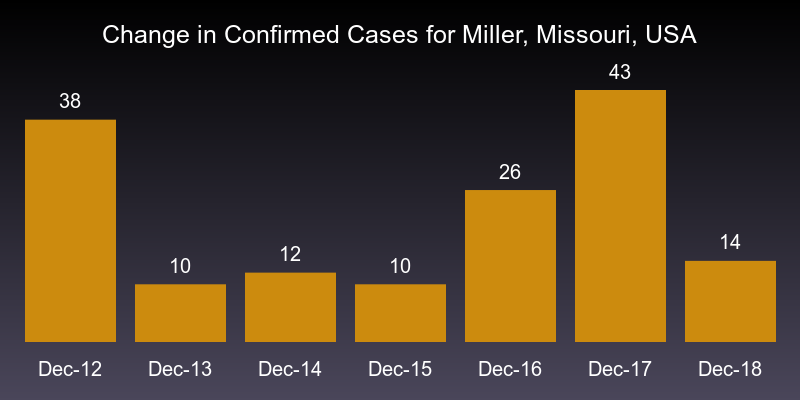 Change in Confirmed Cases for Miller, Missouri, USA
38
10
12
10
26
43
14
Dec-12
Dec-13
Dec-14
Dec-15
Dec-16
Dec-17
Dec-18